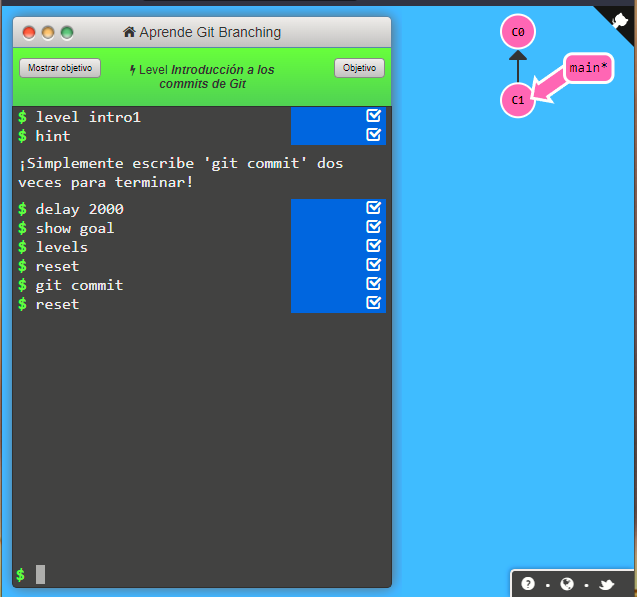 Aprende Git Branching
Mostrar objetivo
Level Introducción a los
commits de Git
Objetivo
$ level intro1
$ hint
¡Simplemente escribe 'git commit' dos
veces para terminar!
$ delay 2000
$ show goal
$ levels
$ reset
$ git commit
$ reset
$
C0
main*
C1
?